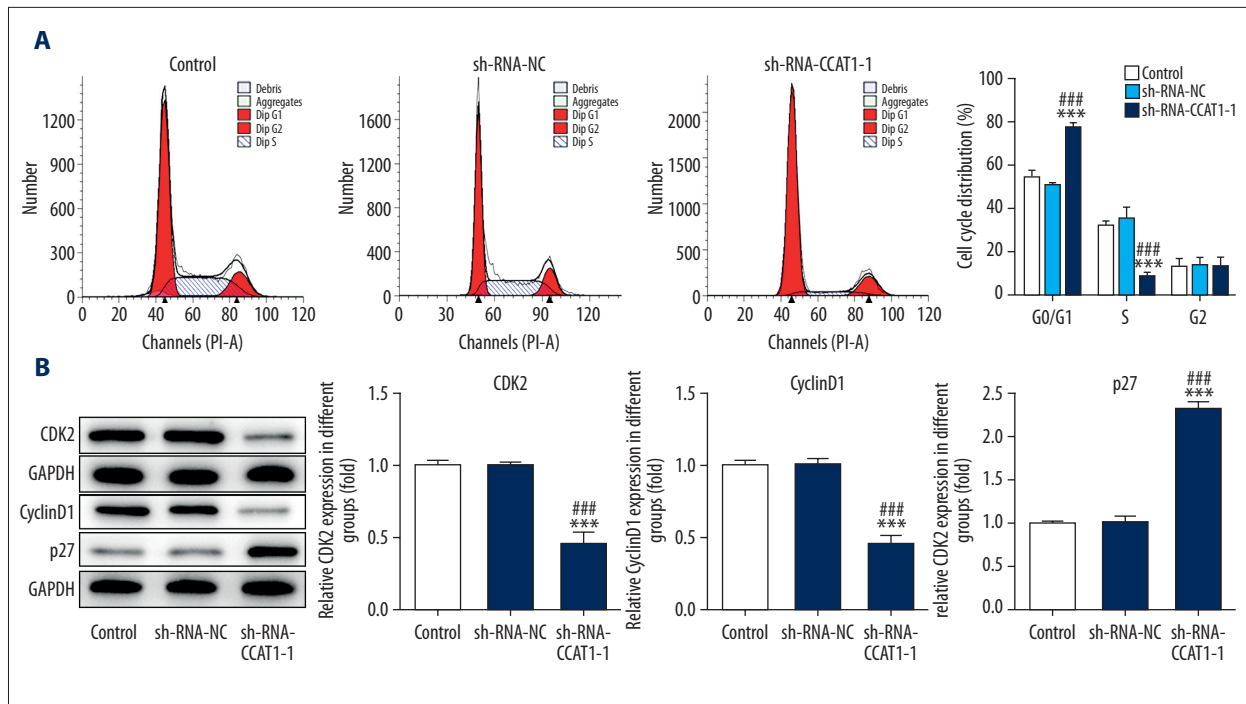 A
Control
Number
1200
900
600
300
0
0 20 40 60 80 100 120
Channels (PI-A)
Debris
Aggregates
Dip G1
Dip G2
Dip S
sh-RNA-NC
Number
1600
1200
800
400
0
0 20 40 60 80 100 120
Channels (PI-A)
Debris
Aggregates
Dip G1
Dip G2
Dip S
sh-RNA-CCAT1-1
Number
2000
1500
1000
500
0
0 20 40 60 80 100 120
Channels (PI-A)
Debris
Aggregates
Dip G1
Dip G2
Dip S
Cell cycle distribution (%)
100
80
60
40
20
0
###
***
###
***
G0/G1 S G2
Control
sh-RNA-NC
sh-RNA-CCAT1-1
B
CDK2
GAPDH
CyclinD1
p27
GAPDH
Control sh-RNA-NC sh-RNA-
CCAT1-1
CDK2
Relative CDK2 expression in different
groups (fold)
1.5
1.0
0.5
0.0
###
***
Control sh-RNA-NC sh-RNA-
CCAT1-1
CyclinD1
Relative CyclinD1 expression in different
groups (fold)
1.5
1.0
0.5
0.0
###
***
Control sh-RNA-NC sh-RNA-
CCAT1-1
p27
relative CDK2 expression in different
groups (fold)
2.5
2.0
1.5
1.0
0.5
0.0
###
***
Control sh-RNA-NC sh-RNA-
CCAT1-1